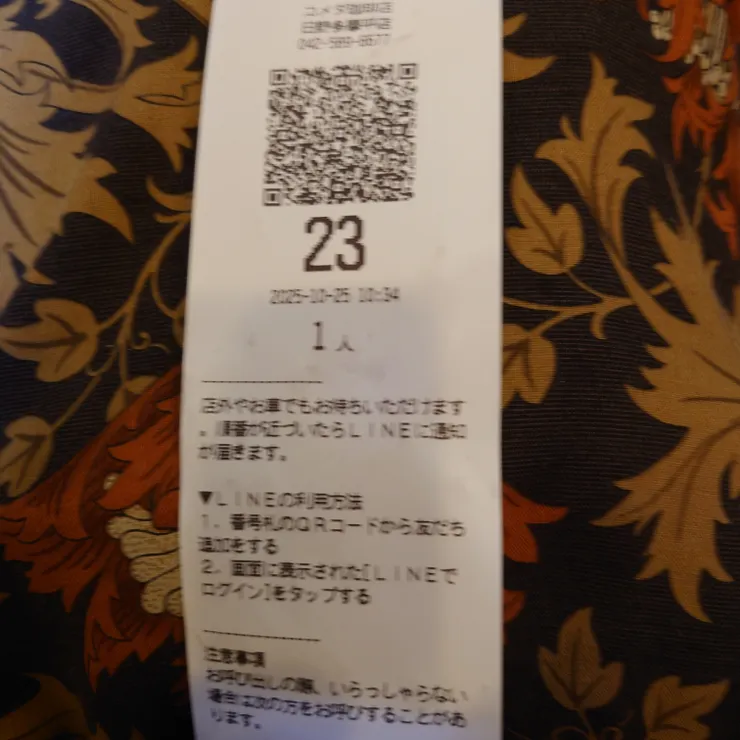 コメダ珈琲店
日野多摩平店
042-589-6677
23
2025-10-25 10:34
1 人
店外やお車でもお待ちいただけます
。順番が近づいたらLINEに通知
が届きます。
▼LINEの利用方法
1. 番号札のQRコードから友だち
追加をする
2. 画面に表示された[LINEで
ログイン]をタップする
注意事項
お呼び出しの際、いらっしゃらない
場合は次の方をお呼びすることがあ
ります。